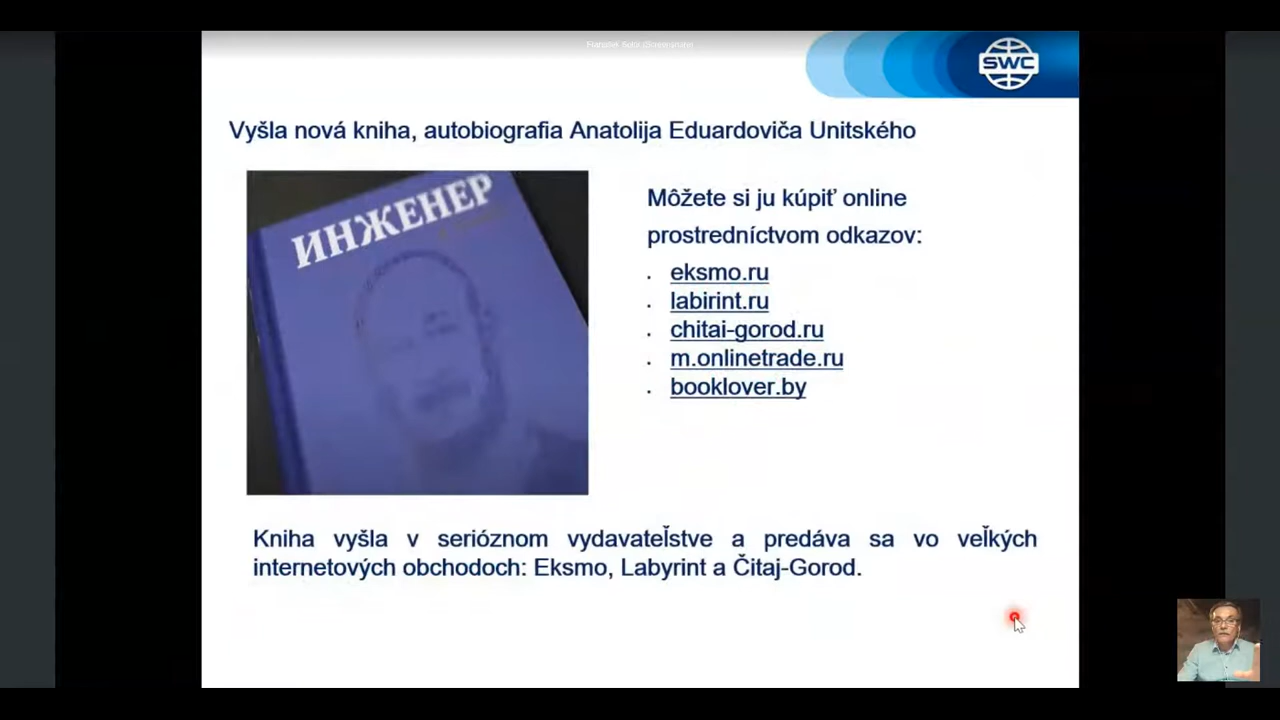 SWC
Vyšla nová kniha, autobiografia Anatolija Eduardoviča Unitského
ИНЖЕНЕР
Môžete si ju kúpiť online
prostredníctvom odkazov:
eksmo.ru
labirint.ru
chitai-gorod.ru
m.onlinetrade.ru
booklover.by
Kniha vyšla v serióznom vydavateľstve a predáva sa vo veľkých
internetových obchodoch: Eksmo, Labyrint a Čitaj-Gorod.